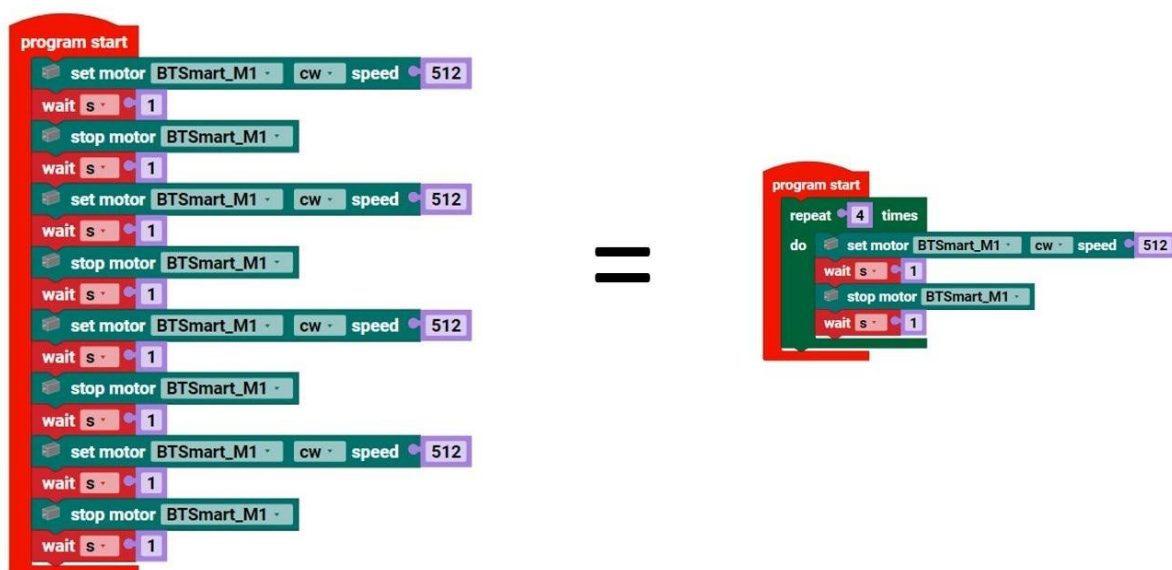 program start
set motor BTSmart_M1 cw speed 512
wait s 1
stop motor BTSmart_M1
wait s 1
set motor BTSmart_M1 cw speed 512
wait s 1
stop motor BTSmart_M1
wait s 1
set motor BTSmart_M1 cw speed 512
wait s 1
stop motor BTSmart_M1
wait s 1
set motor BTSmart_M1 cw speed 512
wait s 1
stop motor BTSmart_M1
wait s 1
=
program start
repeat 4 times
do set motor BTSmart_M1 cw speed 512
wait s 1
stop motor BTSmart_M1
wait s 1